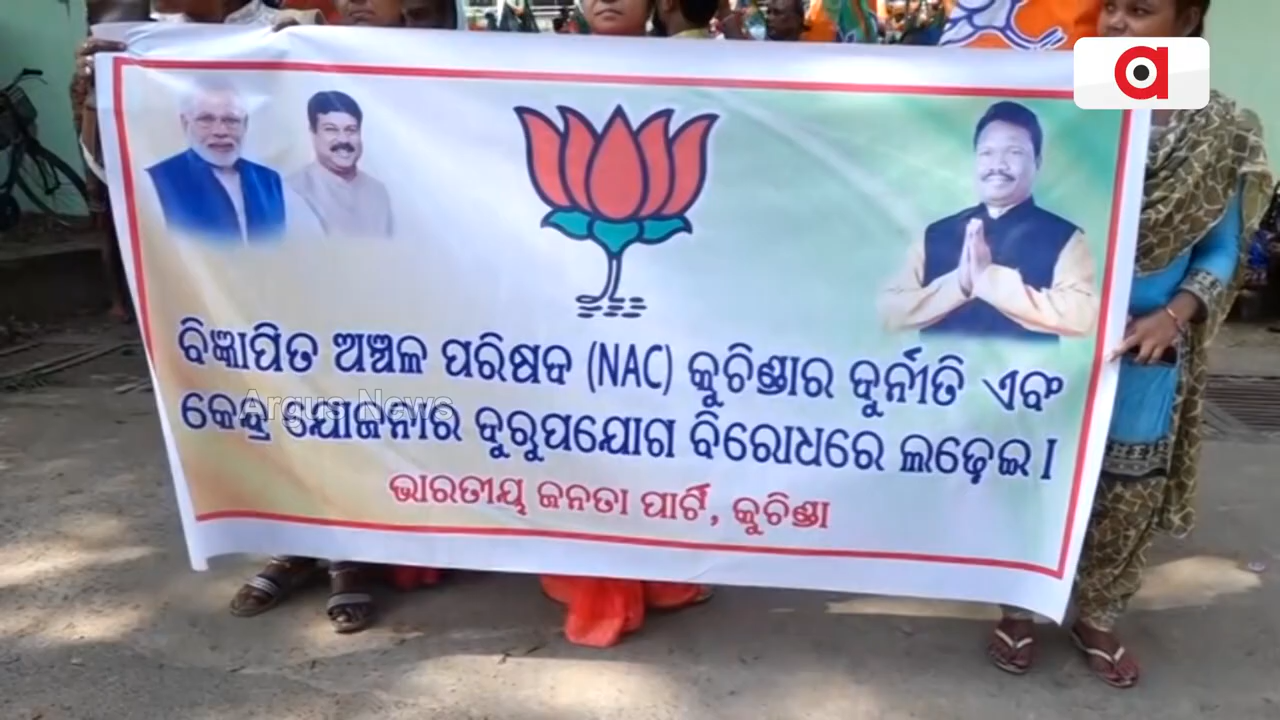 ବିଜ୍ଞାପିତ ଅଞ୍ଚଳ ପରିଷଦ (NAC) କୁଚିଣ୍ଡାର ଦୁର୍ନୀତି ଏବଂ
କେନ୍ଦ୍ର ଯୋଜନାର ଦୁରୁପଯୋଗ ବିରୋଧରେ ଲଢ଼େଇ।
ଭାରତୀୟ ଜନତା ପାର୍ଟି, କୁଚିଣ୍ଡା
Argus News
a